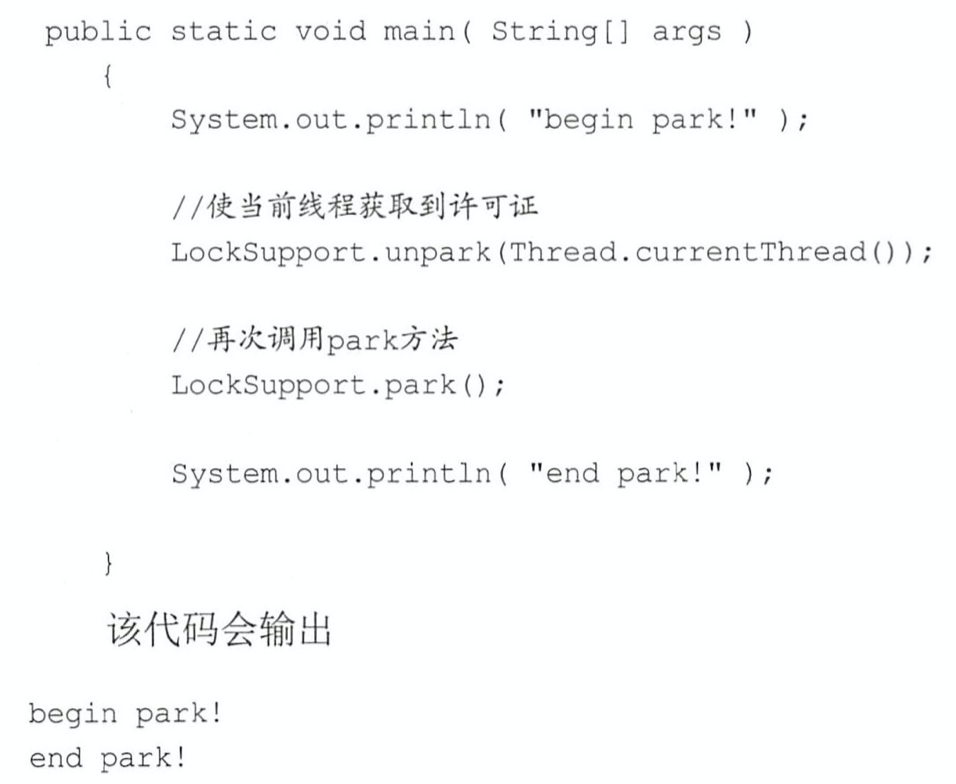 public static void main( String[] args )
{
System.out.println( "begin park!" );
//使当前线程获取到许可证
LockSupport.unpark(Thread.currentThread());
//再次调用park方法
LockSupport.park();
System.out.println( "end park!" );
}
该代码会输出
begin park!
end park!